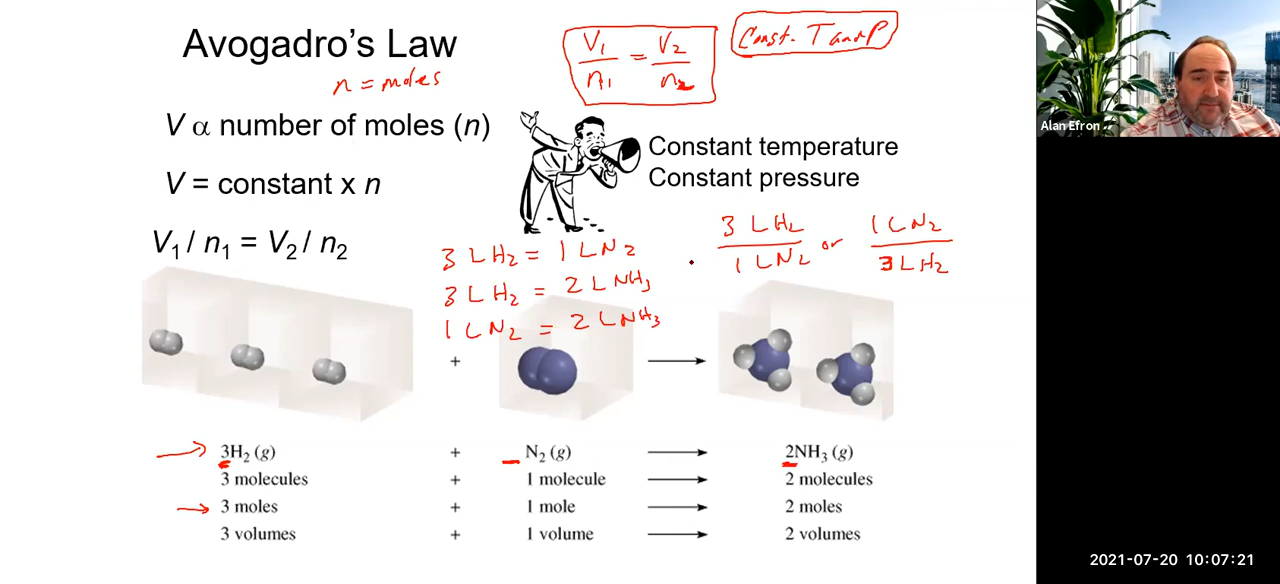 Avogadro's Law
n = moles
V₁/n₁ = V₂/n₂
Const. T and P
V α number of moles (n)
Constant temperature
Constant pressure
V = constant x n
V₁ / n₁ = V₂ / n₂
3 L H₂ = 1 L N₂
3 L H₂ / 1 L N₂ or 1 L N₂ / 3 L H₂
3 L H₂ = 2 L NH₃
1 L N₂ = 2 L NH₃
+ →
3H₂ (g) + N₂ (g) → 2NH₃ (g)
3 molecules + 1 molecule → 2 molecules
3 moles + 1 mole → 2 moles
3 volumes + 1 volume → 2 volumes
Alan Efron
2021-07-20 10:07:21